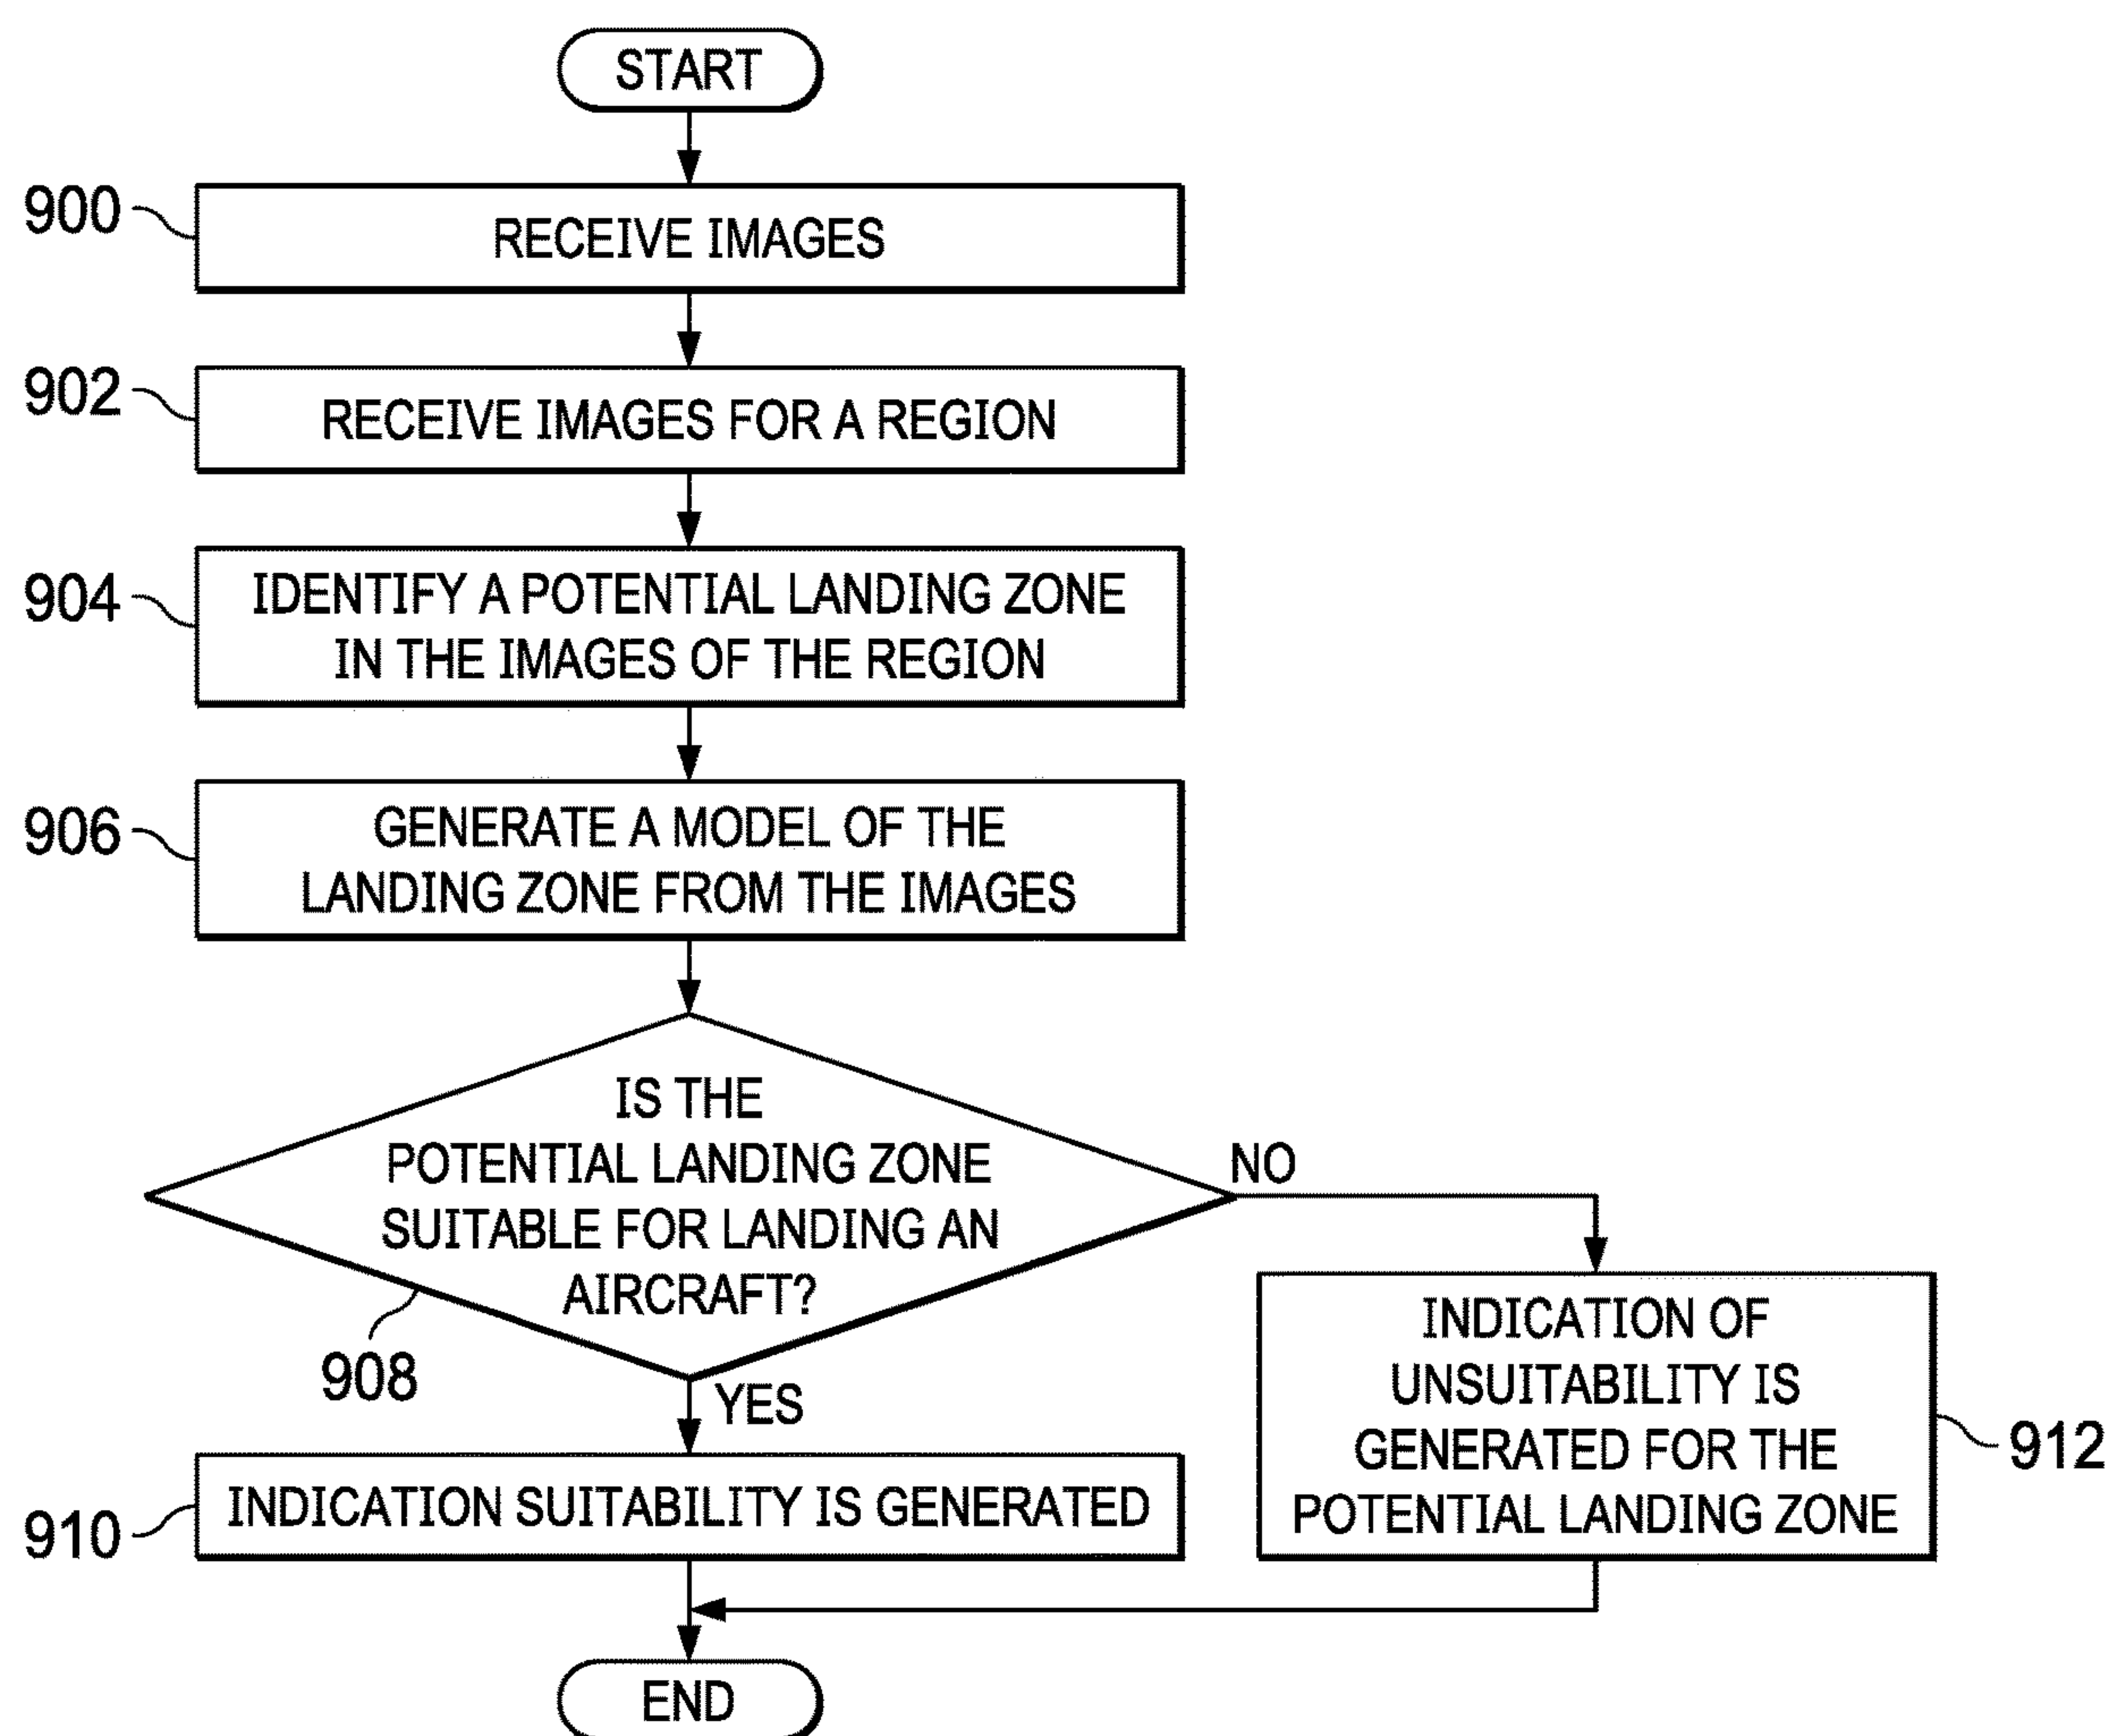 START
900
RECEIVE IMAGES
902
RECEIVE IMAGES FOR A REGION
904
IDENTIFY A POTENTIAL LANDING ZONE
IN THE IMAGES OF THE REGION
906
GENERATE A MODEL OF THE
LANDING ZONE FROM THE IMAGES
IS THE
POTENTIAL LANDING ZONE
SUITABLE FOR LANDING AN
AIRCRAFT?
908
NO
YES
INDICATION OF
UNSUITABILITY IS
GENERATED FOR THE
POTENTIAL LANDING ZONE
912
910
INDICATION SUITABILITY IS GENERATED
END